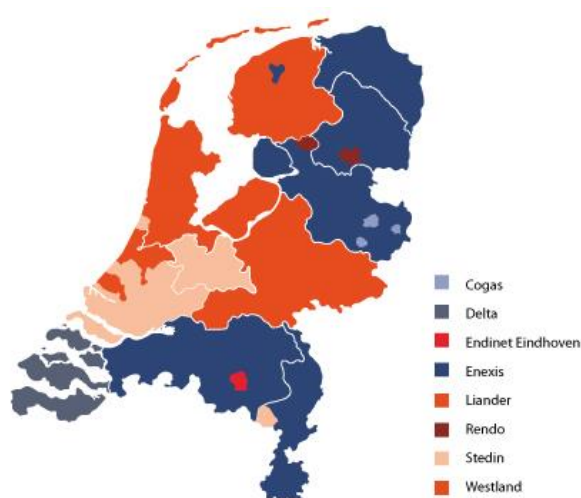 Cogas
Delta
Endinet Eindhoven
Enexis
Liander
Rendo
Stedin
Westland